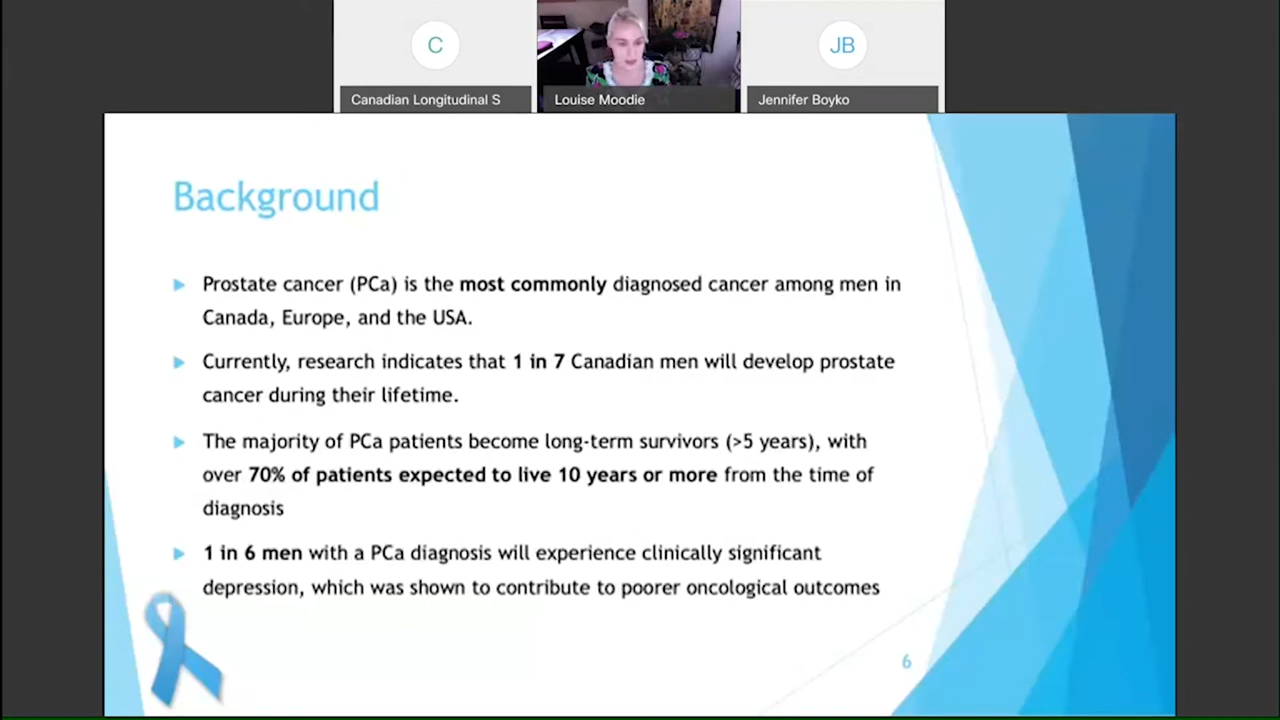 C
JB
Canadian Longitudinal S
Louise Moodie
Jennifer Boyko
Background
Prostate cancer (PCa) is the most commonly diagnosed cancer among men in
Canada, Europe, and the USA.
Currently, research indicates that 1 in 7 Canadian men will develop prostate
cancer during their lifetime.
The majority of PCa patients become long-term survivors (>5 years), with
over 70% of patients expected to live 10 years or more from the time of
diagnosis
1 in 6 men with a PCa diagnosis will experience clinically significant
depression, which was shown to contribute to poorer oncological outcomes
6